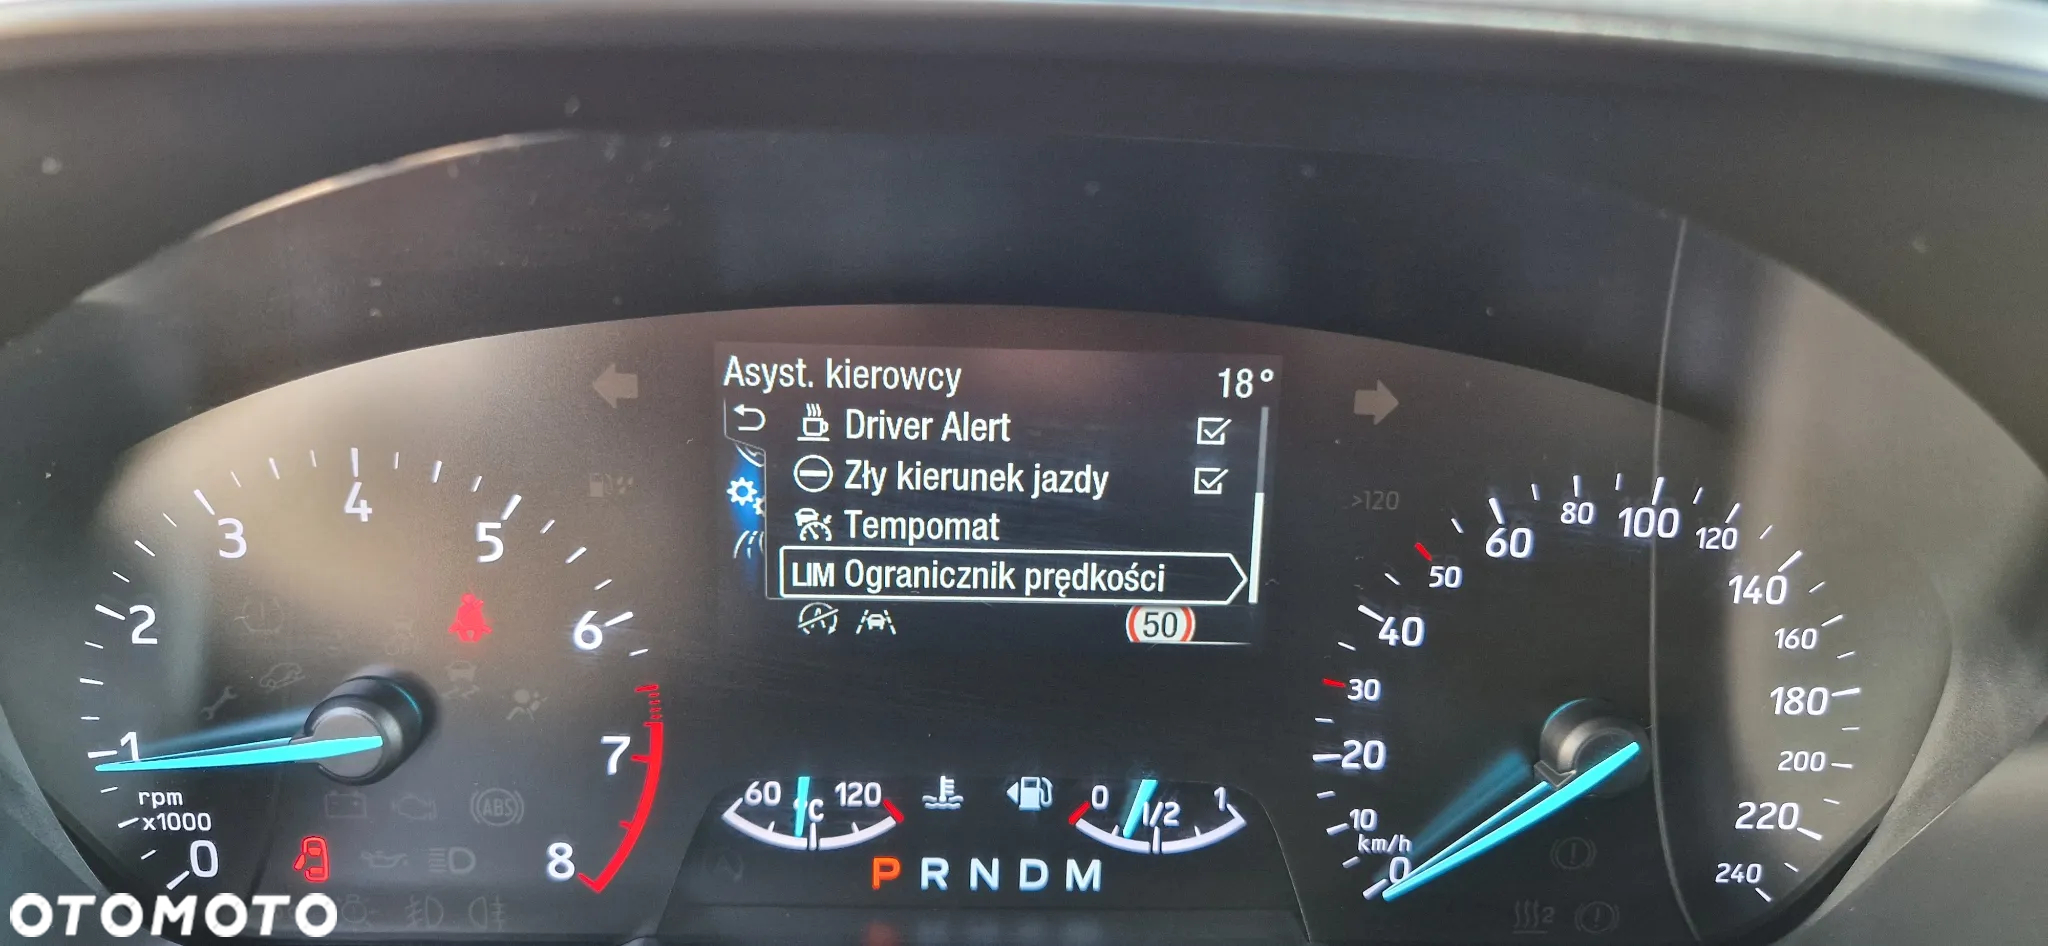 Asyst. kierowcy 18°
Driver Alert
Zły kierunek jazdy
Tempomat
LIM Ogranicznik prędkości
50
0 1 2 3 4 5 6 7 8
rpm
x1000
60 °C 120
0 1/2 1
P R N D M
>120
0 10 20 30 40 50 60 80 100 120 140 160 180 200 220 240
km/h
ABS
OFF
OTOMOTO